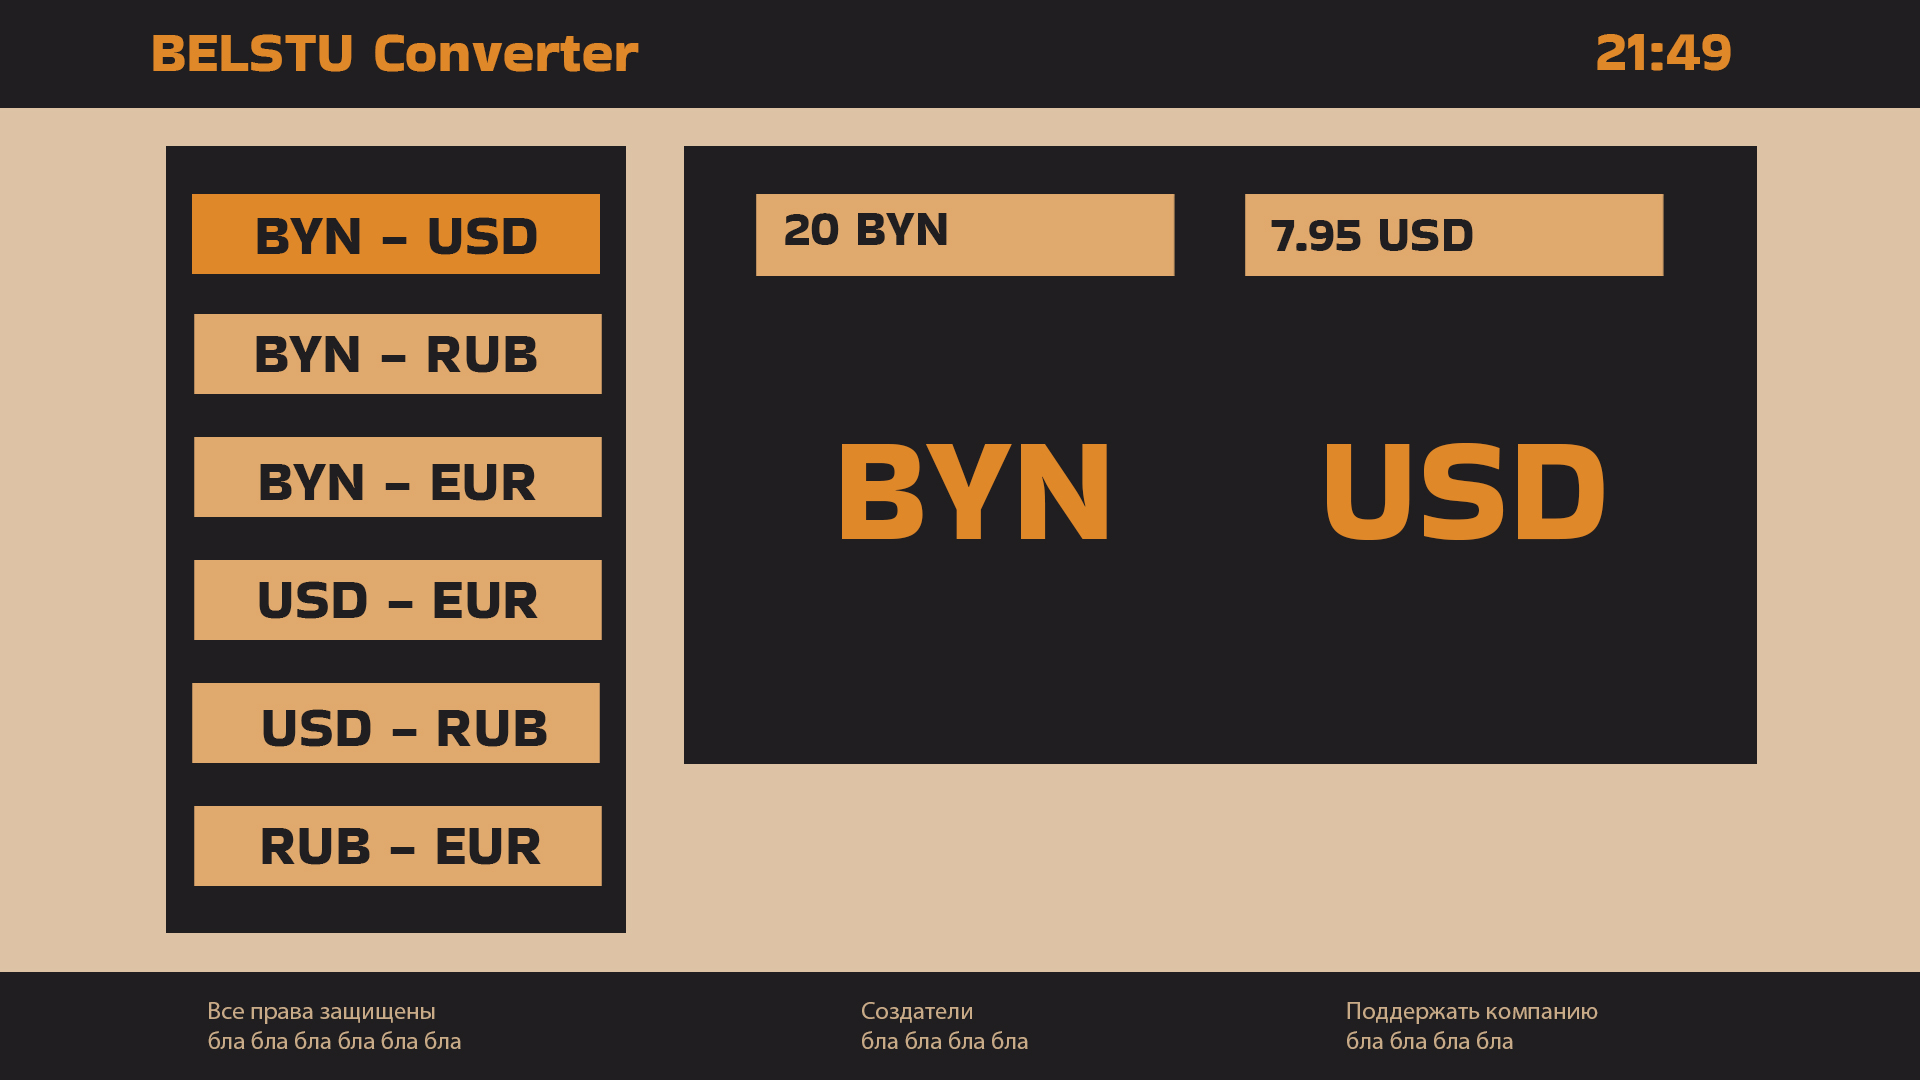 BELSTU Converter
21:49
BYN – USD
BYN – RUB
BYN – EUR
USD – EUR
USD – RUB
RUB – EUR
20 BYN
7.95 USD
BYN
USD
Все права защищены
бла бла бла бла бла бла
Создатели
бла бла бла бла
Поддержать компанию
бла бла бла бла